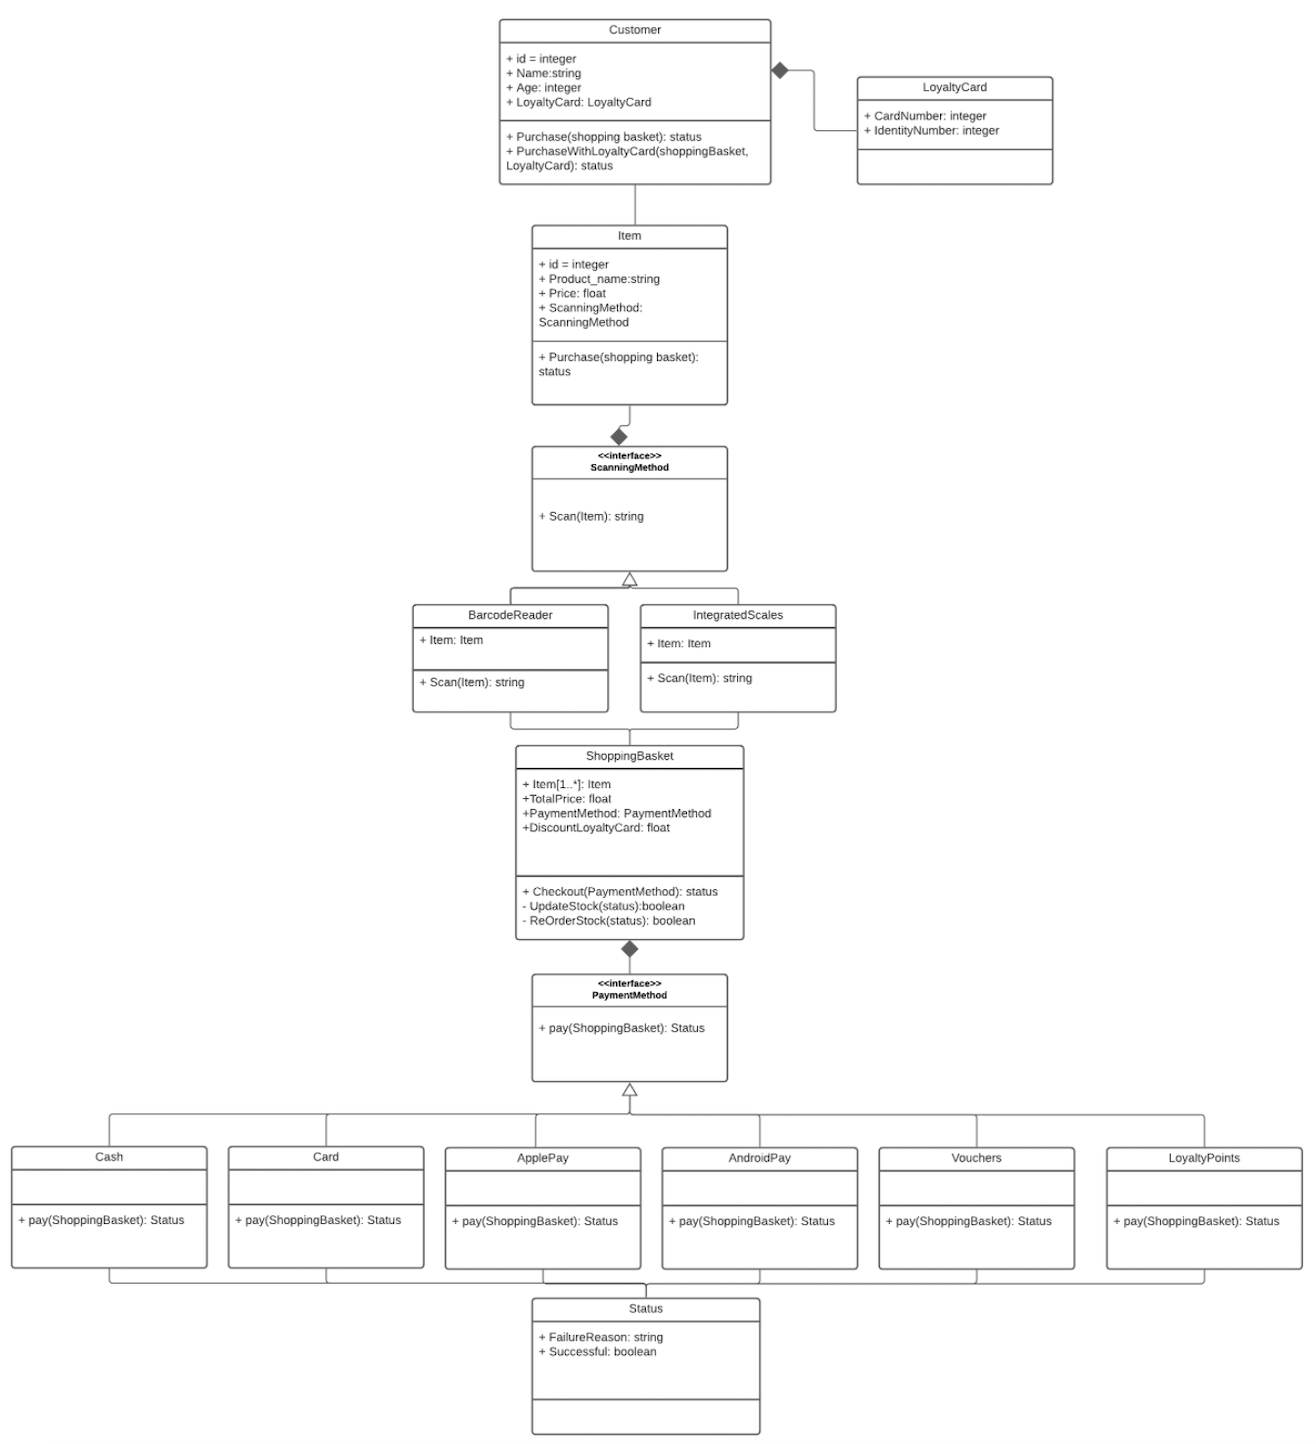 Customer
+ id = integer
+ Name:string
+ Age: integer
+ LoyaltyCard: LoyaltyCard
+ Purchase(shopping basket): status
+ PurchaseWithLoyaltyCard(shoppingBasket,
LoyaltyCard): status
LoyaltyCard
+ CardNumber: integer
+ IdentityNumber: integer
Item
+ id = integer
+ Product_name:string
+ Price: float
+ ScanningMethod:
ScanningMethod
+ Purchase(shopping basket):
status
<<interface>>
ScanningMethod
+ Scan(Item): string
BarcodeReader
+ Item: Item
+ Scan(Item): string
IntegratedScales
+ Item: Item
+ Scan(Item): string
ShoppingBasket
+ Item[1..*]: Item
+TotalPrice: float
+PaymentMethod: PaymentMethod
+DiscountLoyaltyCard: float
+ Checkout(PaymentMethod): status
- UpdateStock(status):boolean
- ReOrderStock(status): boolean
<<interface>>
PaymentMethod
+ pay(ShoppingBasket): Status
Cash
+ pay(ShoppingBasket): Status
Card
+ pay(ShoppingBasket): Status
ApplePay
+ pay(ShoppingBasket): Status
AndroidPay
+ pay(ShoppingBasket): Status
Vouchers
+ pay(ShoppingBasket): Status
LoyaltyPoints
+ pay(ShoppingBasket): Status
Status
+ FailureReason: string
+ Successful: boolean